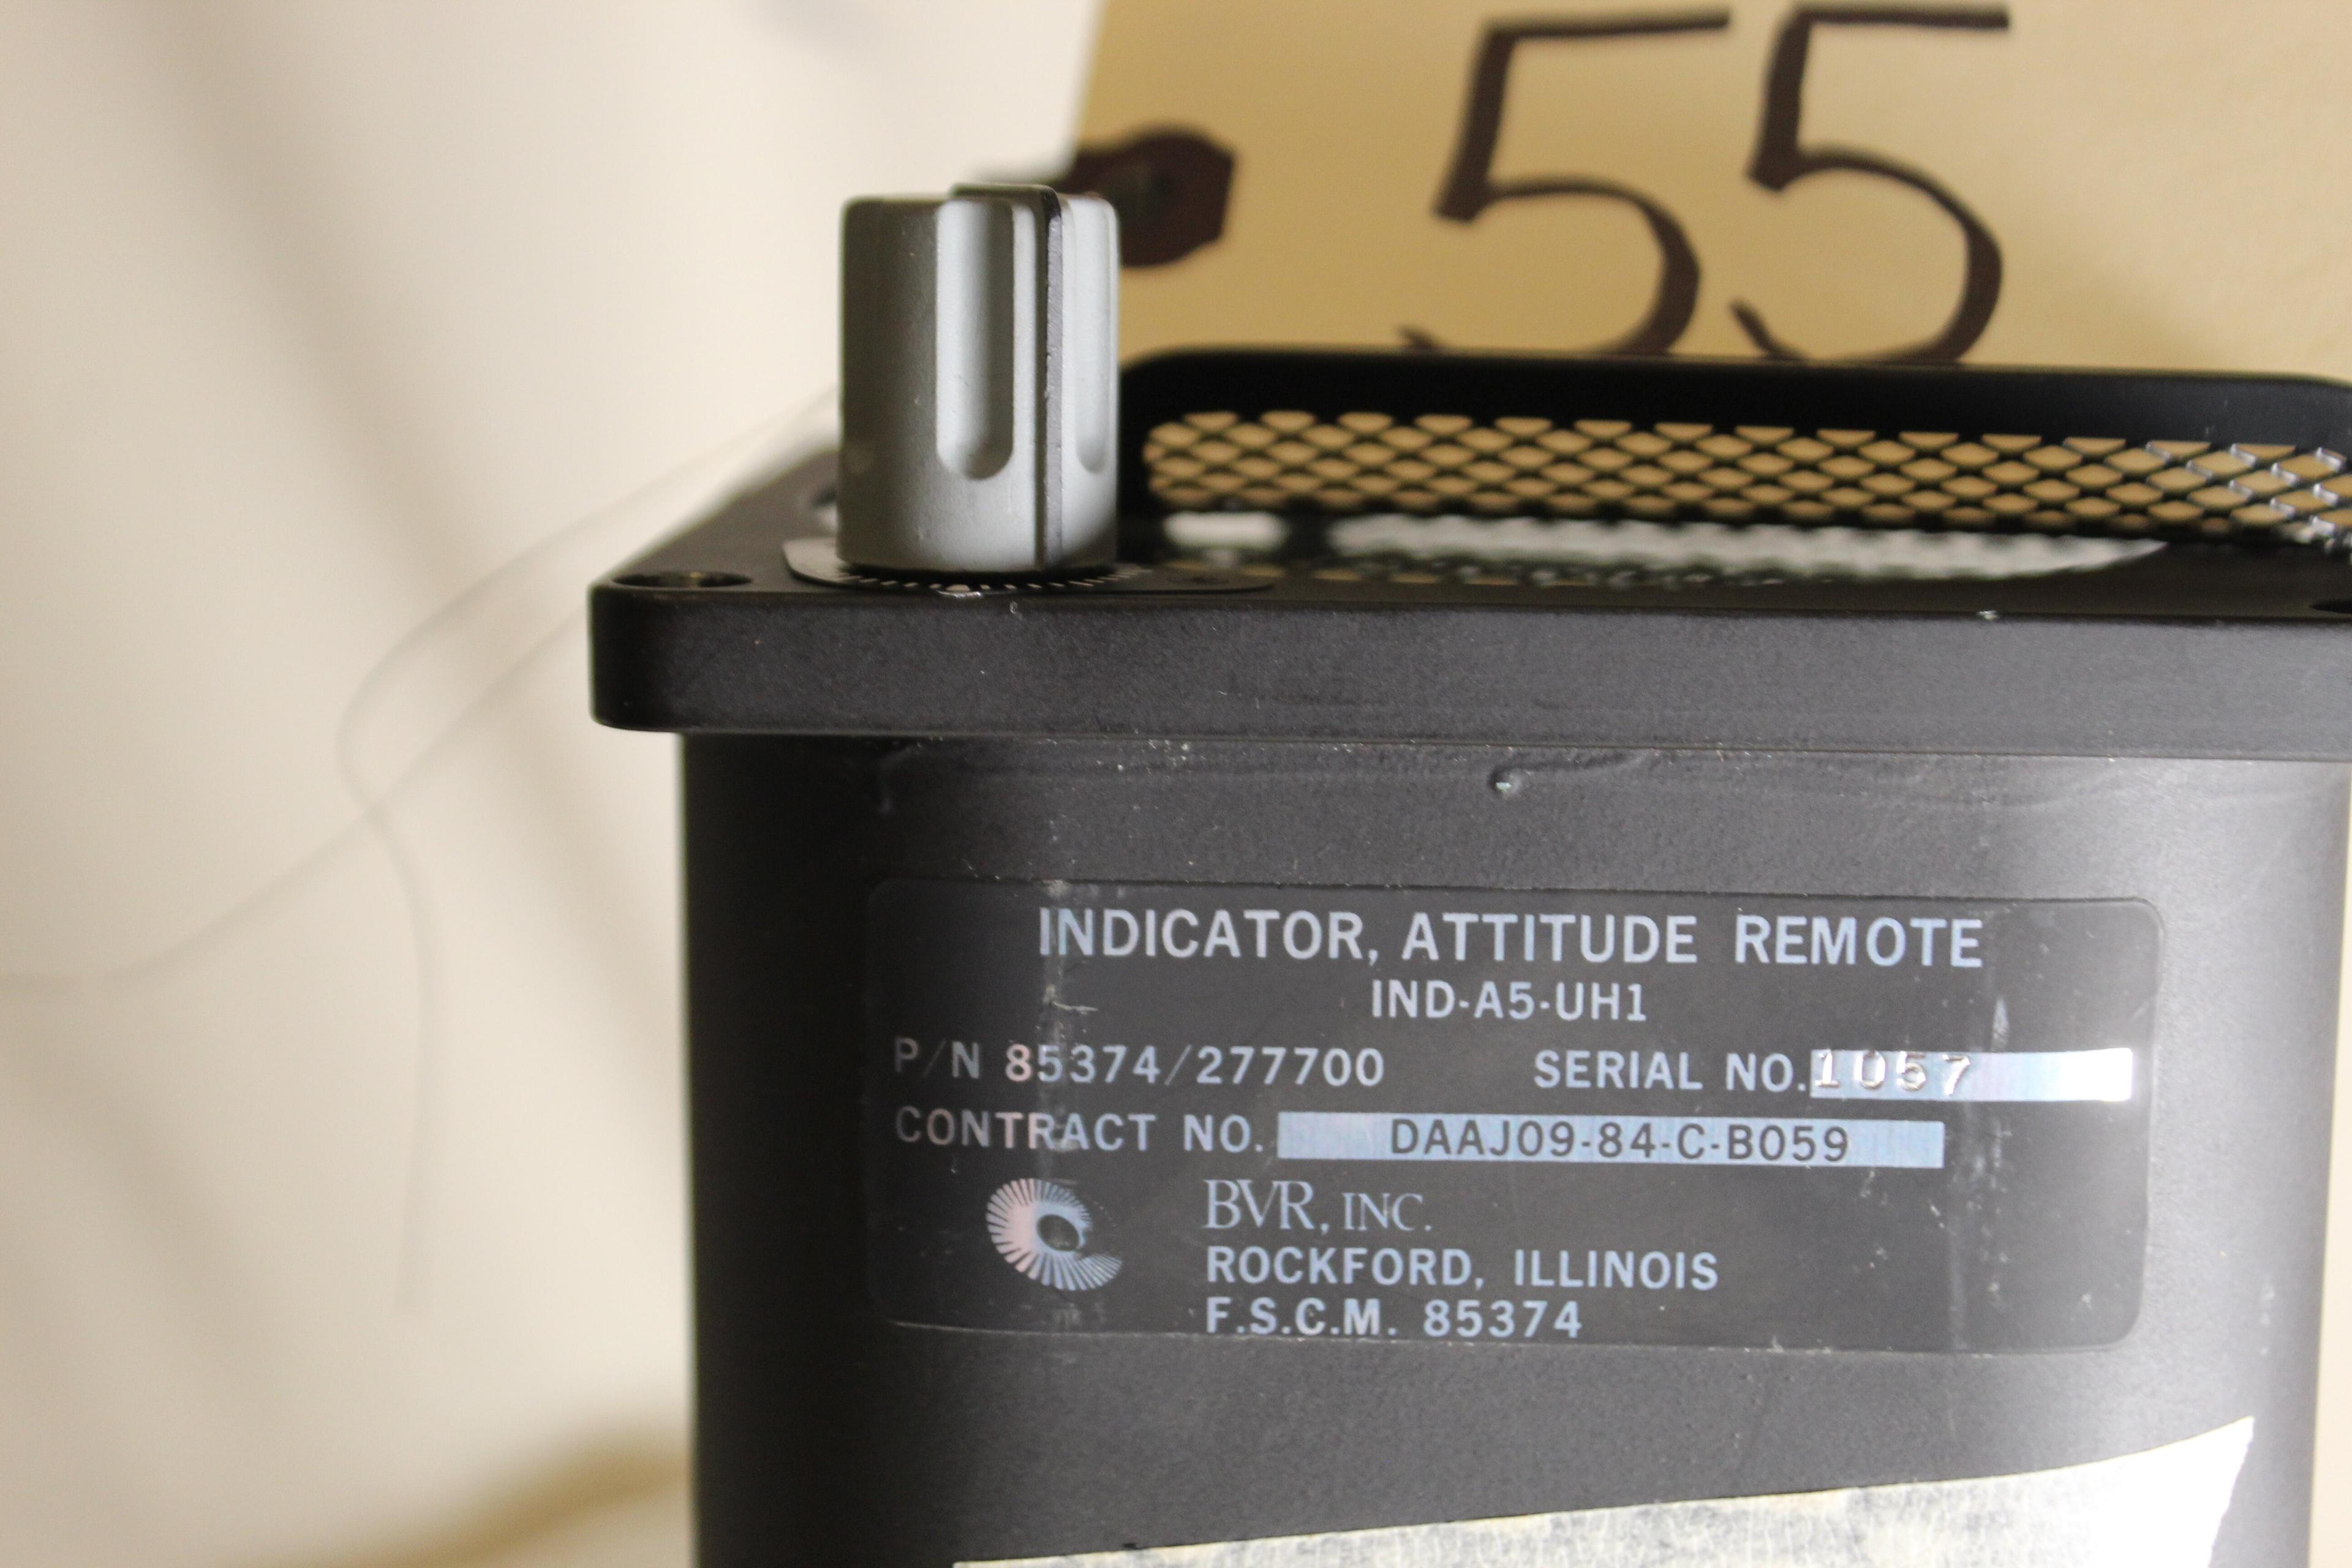 55
INDICATOR, ATTITUDE REMOTE
IND-A5-UH1
P/N 85374/277700 SERIAL NO. 1057
CONTRACT NO. DAAJ09-84-C-B059
BVR, INC.
ROCKFORD, ILLINOIS
F.S.C.M. 85374